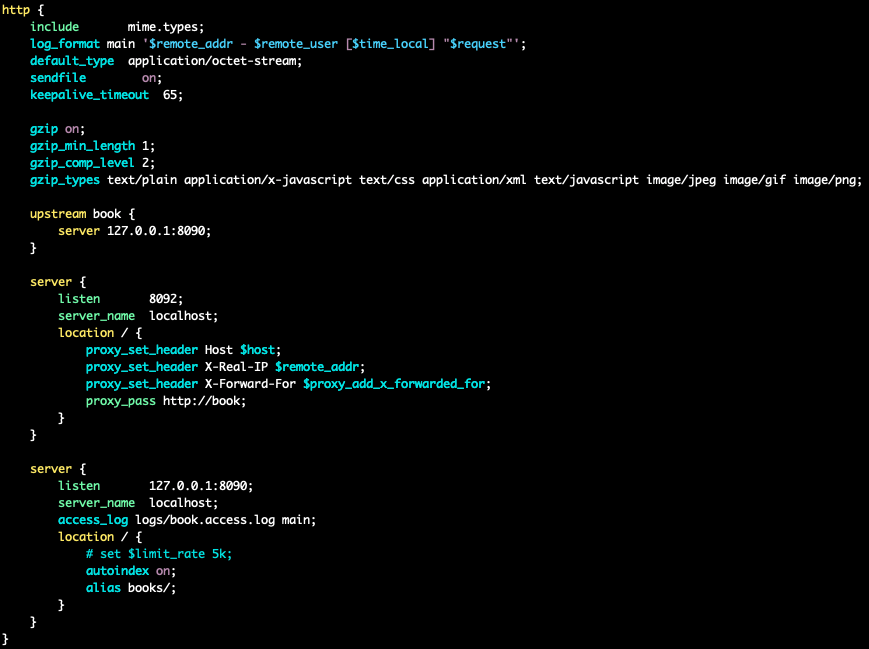 http {
    include       mime.types;
    log_format main '$remote_addr - $remote_user [$time_local] "$request"';
    default_type  application/octet-stream;
    sendfile        on;
    keepalive_timeout  65;

    gzip on;
    gzip_min_length 1;
    gzip_comp_level 2;
    gzip_types text/plain application/x-javascript text/css application/xml text/javascript image/jpeg image/gif image/png;

    upstream book {
        server 127.0.0.1:8090;
    }

    server {
        listen       8092;
        server_name  localhost;
        location / {
            proxy_set_header Host $host;
            proxy_set_header X-Real-IP $remote_addr;
            proxy_set_header X-Forward-For $proxy_add_x_forwarded_for;
            proxy_pass http://book;
        }
    }

    server {
        listen       127.0.0.1:8090;
        server_name  localhost;
        access_log logs/book.access.log main;
        location / {
            # set $limit_rate 5k;
            autoindex on;
            alias books/;
        }
    }
}